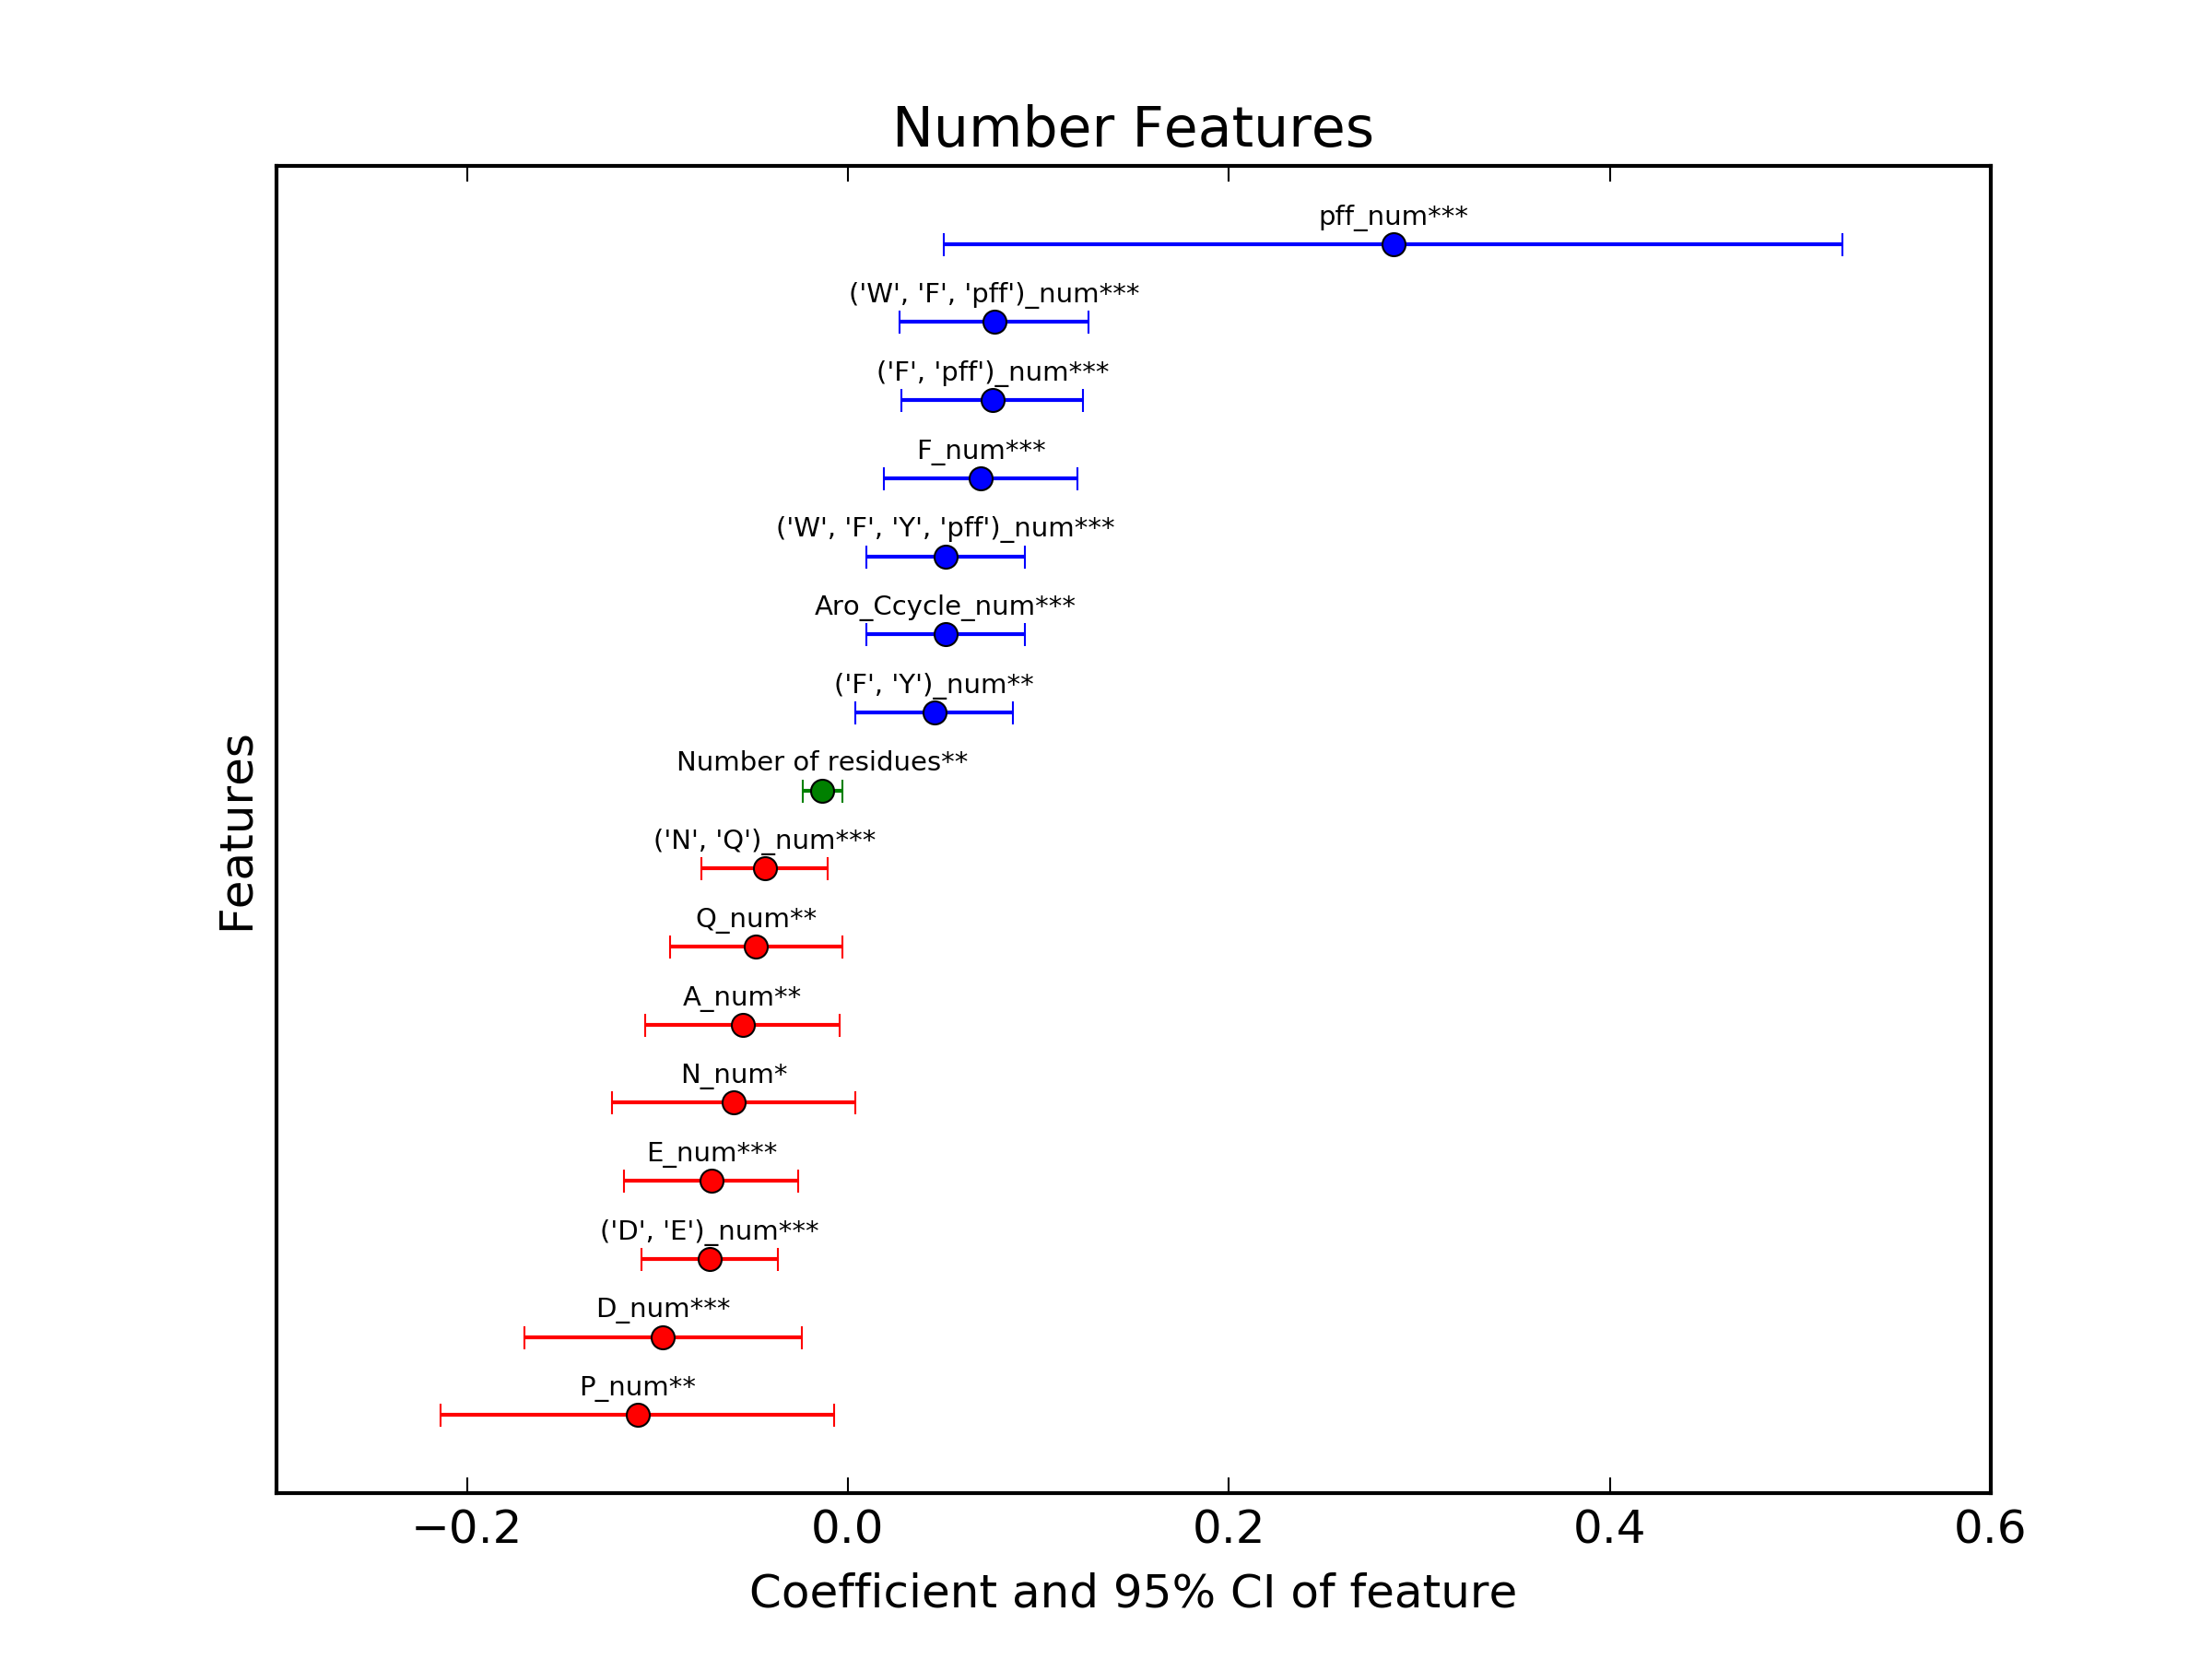 Number Features
pff_num***
('W', 'F', 'pff')_num***
('F', 'pff')_num***
F_num***
('W', 'F', 'Y', 'pff')_num***
Aro_Ccycle_num***
('F', 'Y')_num**
Number of residues**
('N', 'Q')_num***
Q_num**
A_num**
N_num*
E_num***
('D', 'E')_num***
D_num***
P_num**
Features
−0.2 0.0 0.2 0.4 0.6
Coefficient and 95% CI of feature